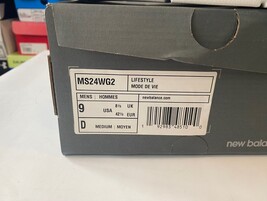 MS24WG2
LIFESTYLE
MODE DE VIE
MENS HOMMES
newbalance.com
9 USA 8½ UK
42½ EUR
D MEDIUM MOYEN
new bala